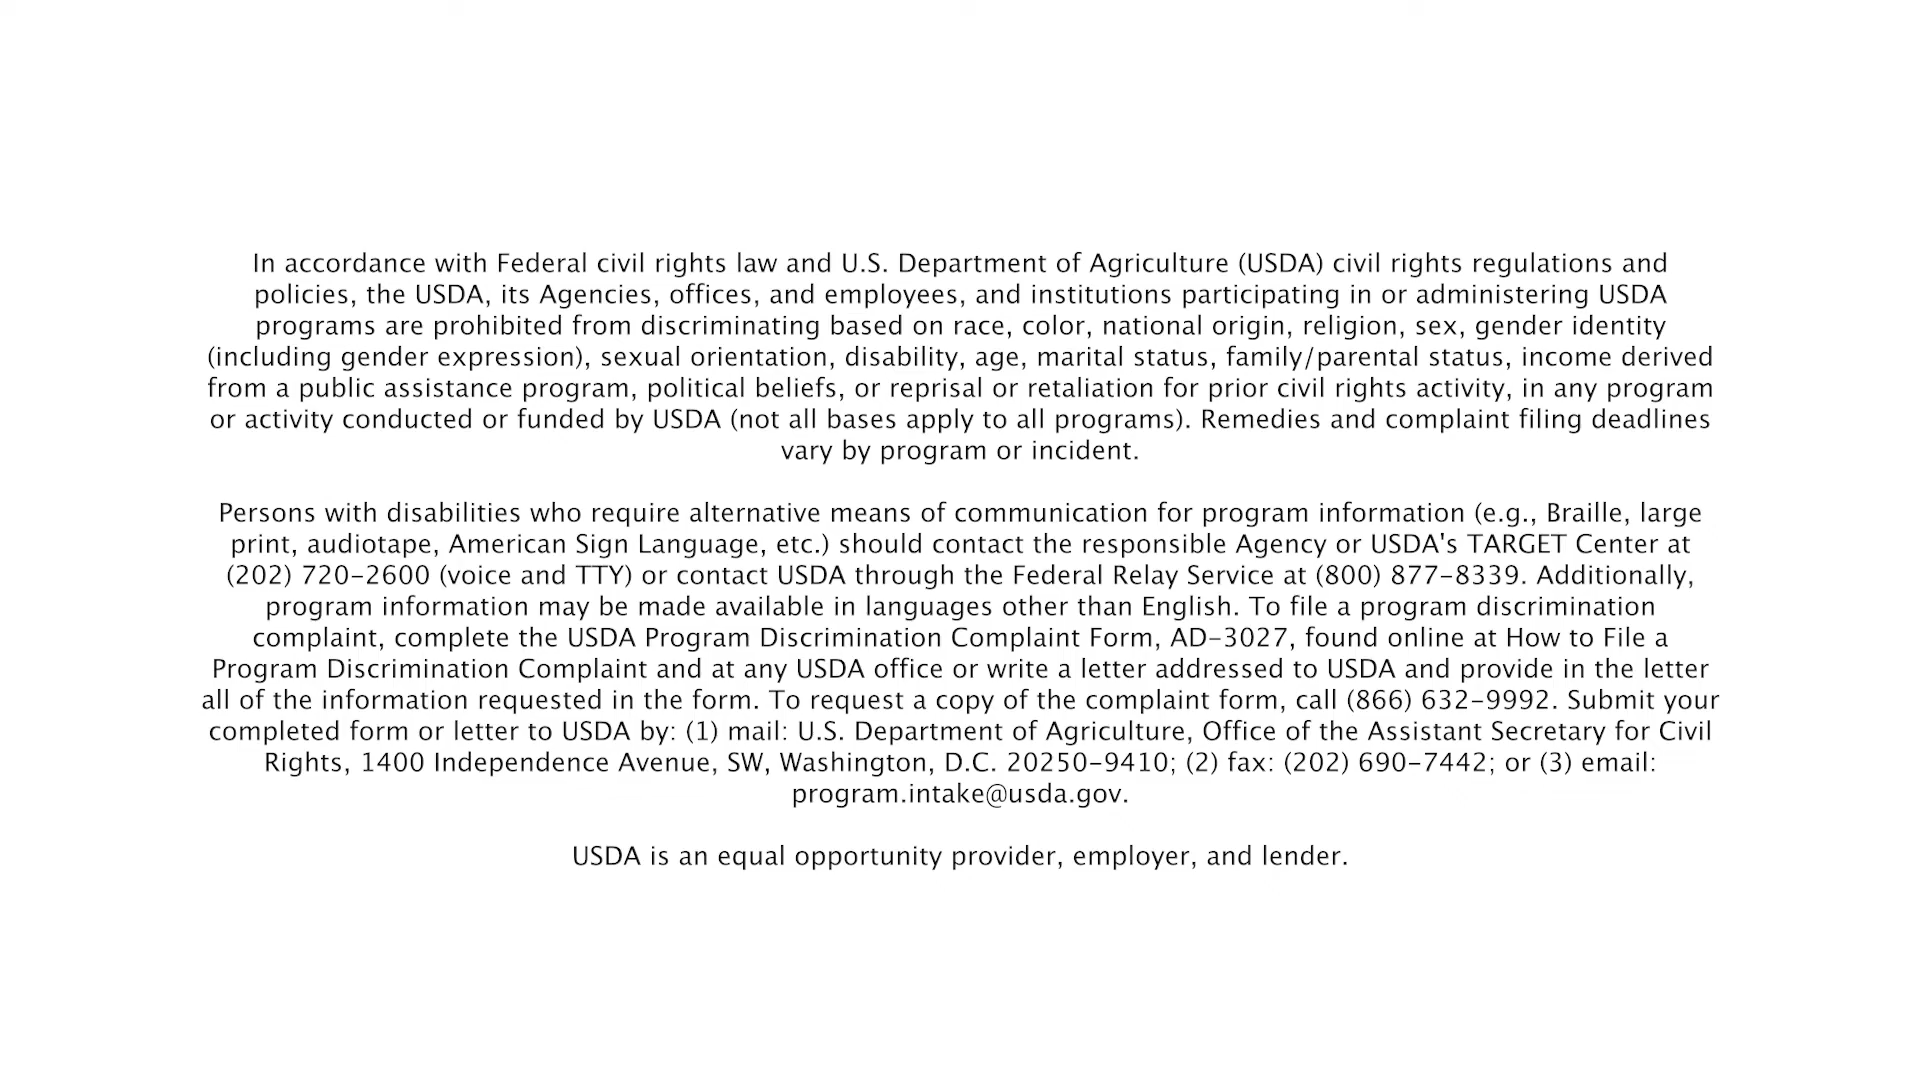 In accordance with Federal civil rights law and U.S. Department of Agriculture (USDA) civil rights regulations and
policies, the USDA, its Agencies, offices, and employees, and institutions participating in or administering USDA
programs are prohibited from discriminating based on race, color, national origin, religion, sex, gender identity
(including gender expression), sexual orientation, disability, age, marital status, family/parental status, income derived
from a public assistance program, political beliefs, or reprisal or retaliation for prior civil rights activity, in any program
or activity conducted or funded by USDA (not all bases apply to all programs). Remedies and complaint filing deadlines
vary by program or incident.
Persons with disabilities who require alternative means of communication for program information (e.g., Braille, large
print, audiotape, American Sign Language, etc.) should contact the responsible Agency or USDA's TARGET Center at
(202) 720-2600 (voice and TTY) or contact USDA through the Federal Relay Service at (800) 877-8339. Additionally,
program information may be made available in languages other than English. To file a program discrimination
complaint, complete the USDA Program Discrimination Complaint Form, AD-3027, found online at How to File a
Program Discrimination Complaint and at any USDA office or write a letter addressed to USDA and provide in the letter
all of the information requested in the form. To request a copy of the complaint form, call (866) 632-9992. Submit your
completed form or letter to USDA by: (1) mail: U.S. Department of Agriculture, Office of the Assistant Secretary for Civil
Rights, 1400 Independence Avenue, SW, Washington, D.C. 20250-9410; (2) fax: (202) 690-7442; or (3) email:
program.intake@usda.gov.
USDA is an equal opportunity provider, employer, and lender.